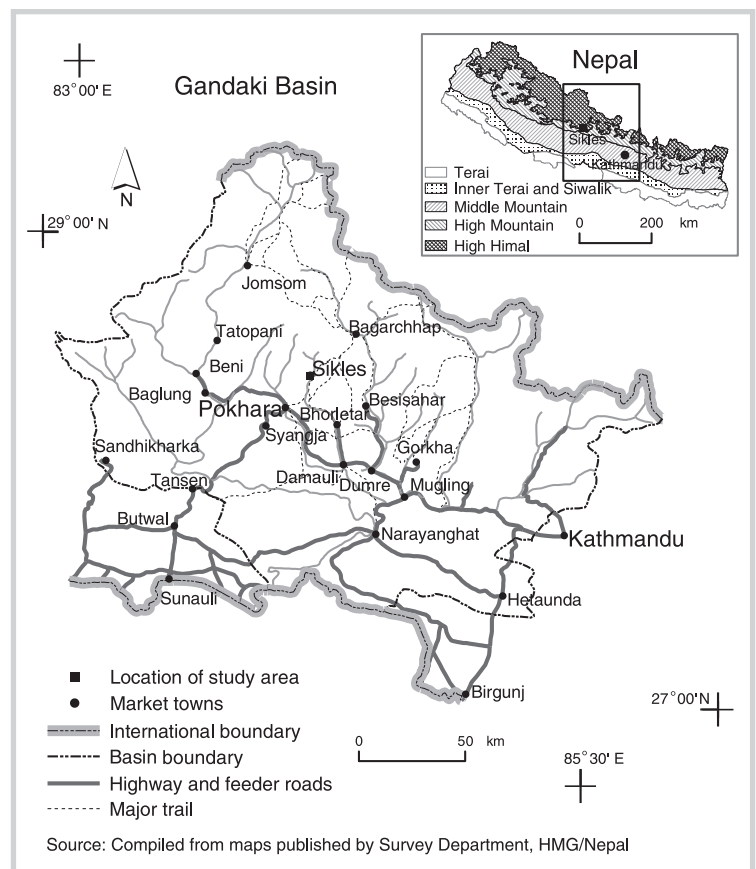 83°00' E
Gandaki Basin
Nepal
Sikles
Kathmandu
Terai
Inner Terai and Siwalik
Middle Mountain
High Mountain
High Himal
0 200 km
N
29°00' N
Jomsom
Tatopani
Bagarchhap
Beni
Sikles
Baglung
Besisahar
Pokhara
Bhorletar
Syangja
Gorkha
Sandhikharka
Damauli
Dumre
Mugling
Tansen
Butwal
Narayanghat
Kathmandu
Sunauli
Hetaunda
Birgunj
Location of study area
Market towns
International boundary
Basin boundary
Highway and feeder roads
Major trail
0 50 km
27°00' N
85°30' E
Source: Compiled from maps published by Survey Department, HMG/Nepal